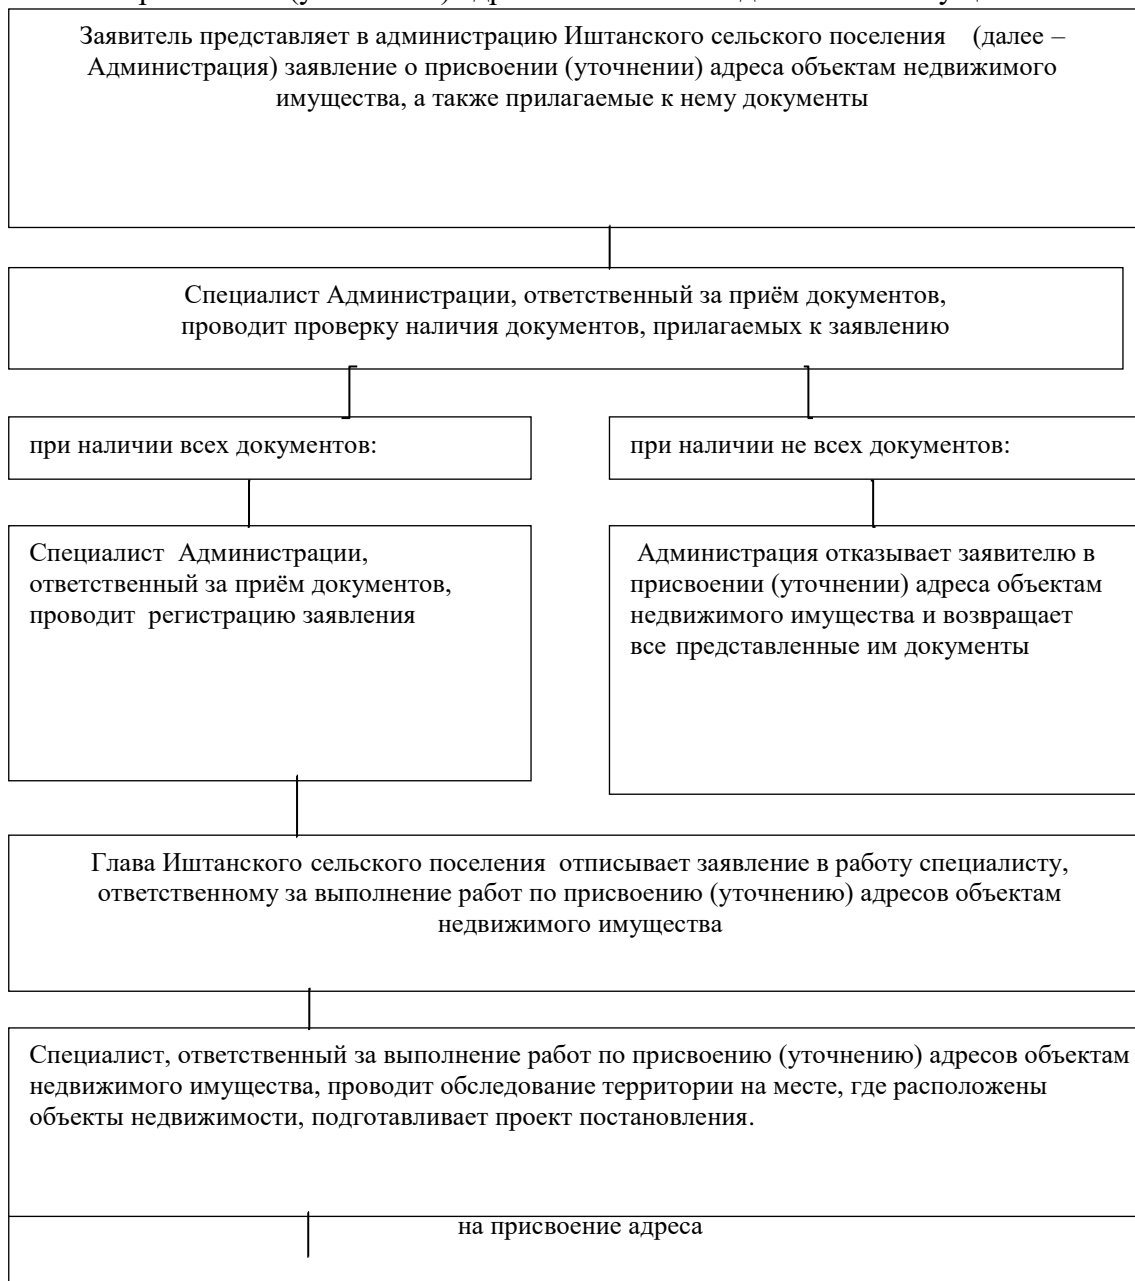 Заявитель представляет в администрацию Иштанского сельского поселения (далее –
Администрация) заявление о присвоении (уточнении) адреса объектам недвижимого
имущества, а также прилагаемые к нему документы
Специалист Администрации, ответственный за приём документов,
проводит проверку наличия документов, прилагаемых к заявлению
при наличии всех документов:
при наличии не всех документов:
Специалист Администрации,
ответственный за приём документов,
проводит регистрацию заявления
Администрация отказывает заявителю в
присвоении (уточнении) адреса объектам
недвижимого имущества и возвращает
все представленные им документы
Глава Иштанского сельского поселения отписывает заявление в работу специалисту,
ответственному за выполнение работ по присвоению (уточнению) адресов объектам
недвижимого имущества
Специалист, ответственный за выполнение работ по присвоению (уточнению) адресов объектам
недвижимого имущества, проводит обследование территории на месте, где расположены
объекты недвижимости, подготавливает проект постановления.
на присвоение адреса